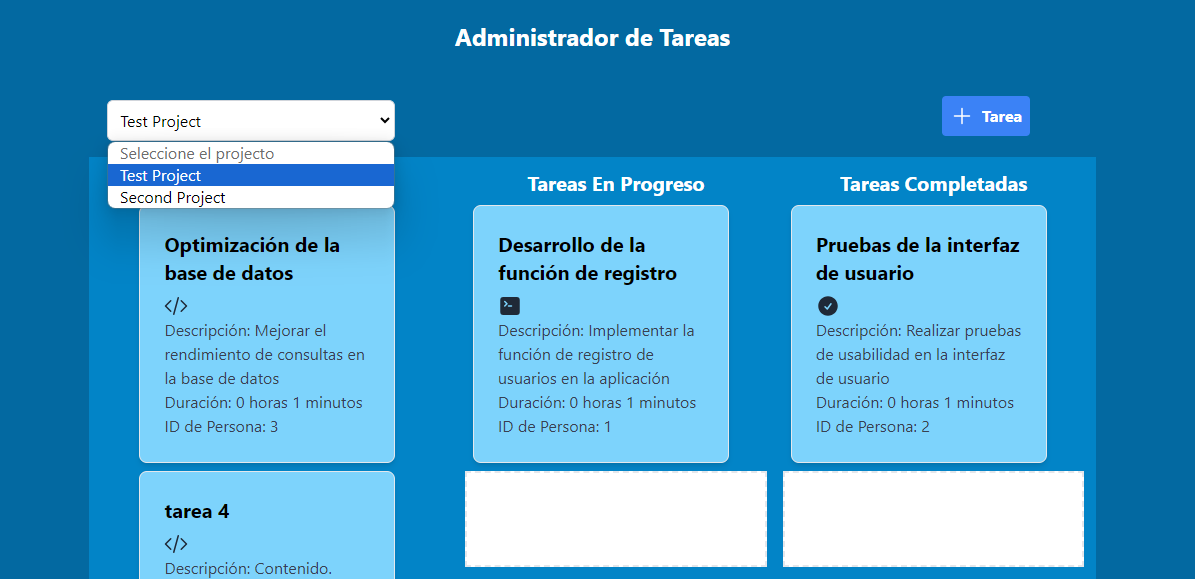 Administrador de Tareas
Test Project
Tarea
Seleccione el projecto
Test Project
Second Project
Tareas En Progreso
Tareas Completadas
Optimización de la
base de datos
Descripción: Mejorar el
rendimiento de consultas en
la base de datos
Duración: 0 horas 1 minutos
ID de Persona: 3
Desarrollo de la
función de registro
Descripción: Implementar la
función de registro de
usuarios en la aplicación
Duración: 0 horas 1 minutos
ID de Persona: 1
Pruebas de la interfaz
de usuario
Descripción: Realizar pruebas
de usabilidad en la interfaz
de usuario
Duración: 0 horas 1 minutos
ID de Persona: 2
tarea 4
Descripción: Contenido.